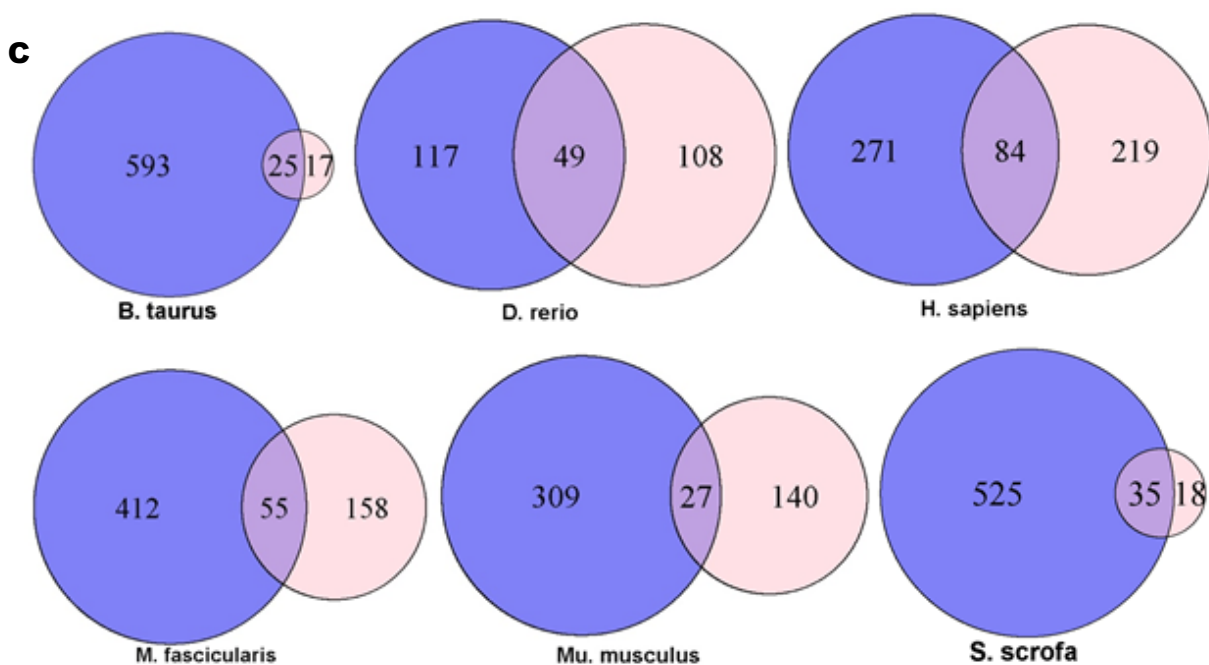 c
593 25 17
B. taurus
117 49 108
D. rerio
271 84 219
H. sapiens
412 55 158
M. fascicularis
309 27 140
Mu. musculus
525 35 18
S. scrofa